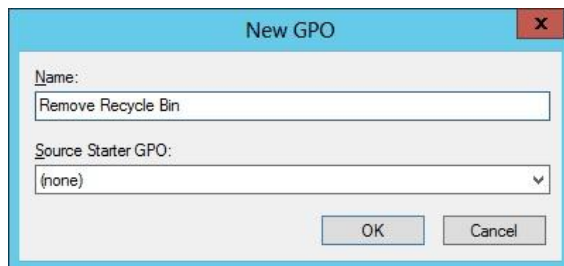 New GPO
x
Name:
Remove Recycle Bin
Source Starter GPO:
(none)
OK Cancel